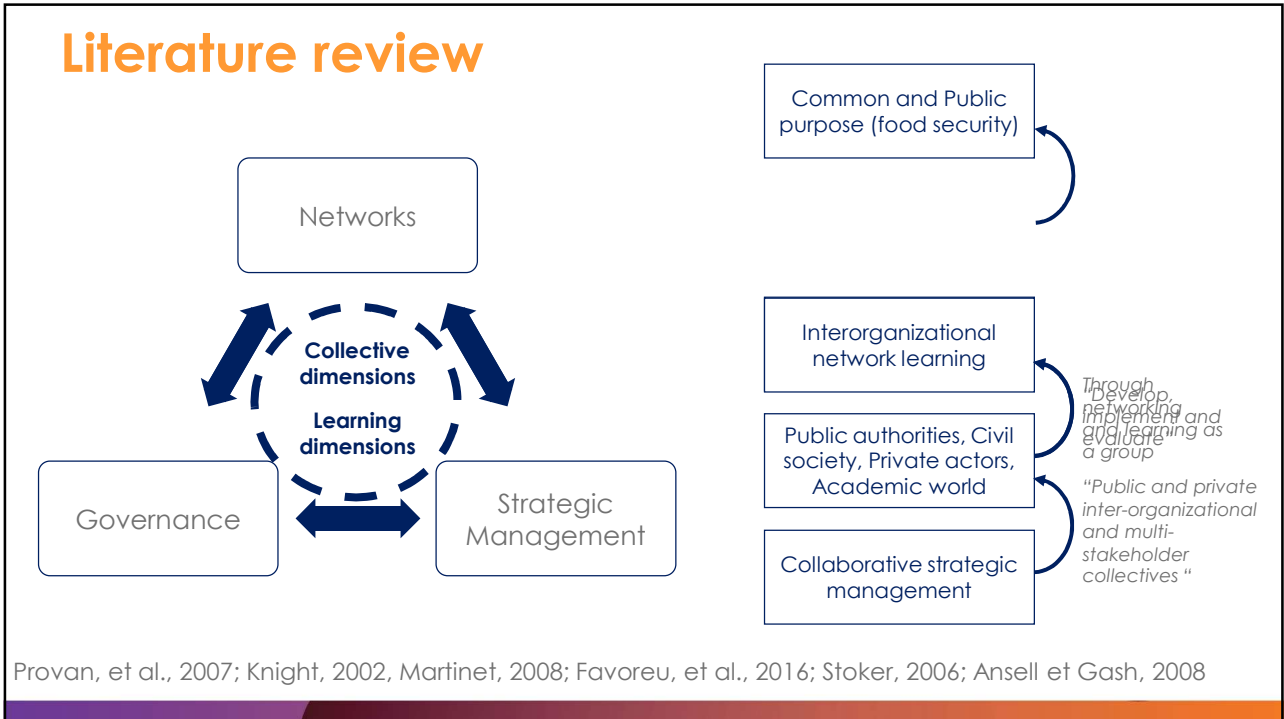 Literature review
Networks
Collective
dimensions
Learning
dimensions
Governance
Strategic
Management
Common and Public
purpose (food security)
Interorganizational
network learning
Through
networking
and learning as
a group
"Develop,
implement and
evaluate"
Public authorities, Civil
society, Private actors,
Academic world
“Public and private
inter-organizational
and multi-
stakeholder
collectives “
Collaborative strategic
management
Provan, et al., 2007; Knight, 2002, Martinet, 2008; Favoreu, et al., 2016; Stoker, 2006; Ansell et Gash, 2008